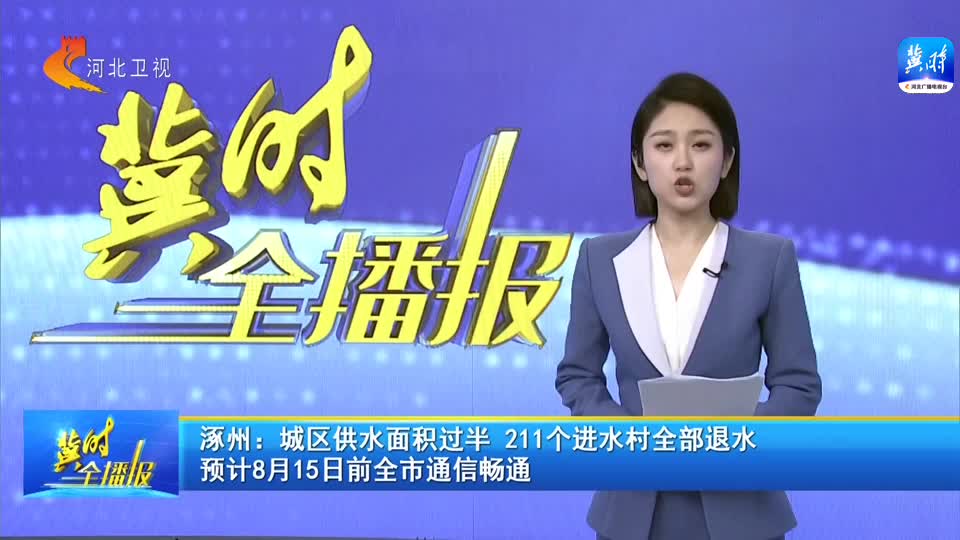 河北卫视
冀时
河北广播电视台
冀时
全播报
冀时
全播报
涿州：城区供水面积过半 211个进水村全部退水
预计8月15日前全市通信畅通